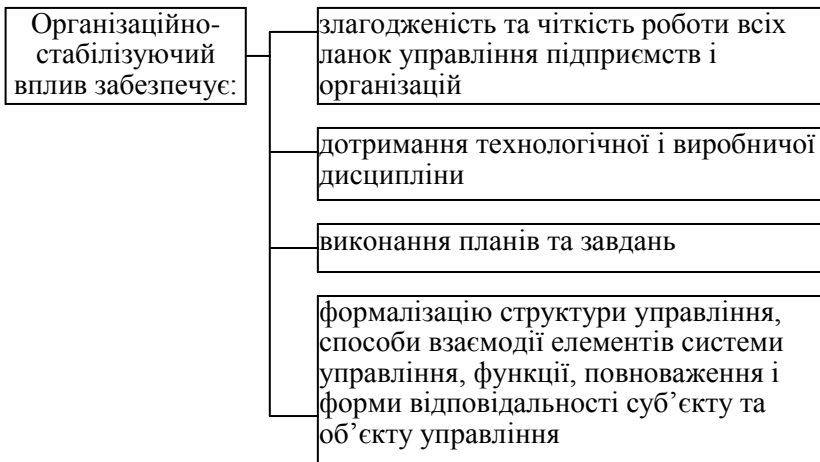 Організаційно-
стабілізуючий
вплив забезпечує:
злагодженість та чіткість роботи всіх
ланок управління підприємств і
організацій
дотримання технологічної і виробничої
дисципліни
виконання планів та завдань
формалізацію структури управління,
способи взаємодії елементів системи
управління, функції, повноваження і
форми відповідальності суб’єкту та
об’єкту управління